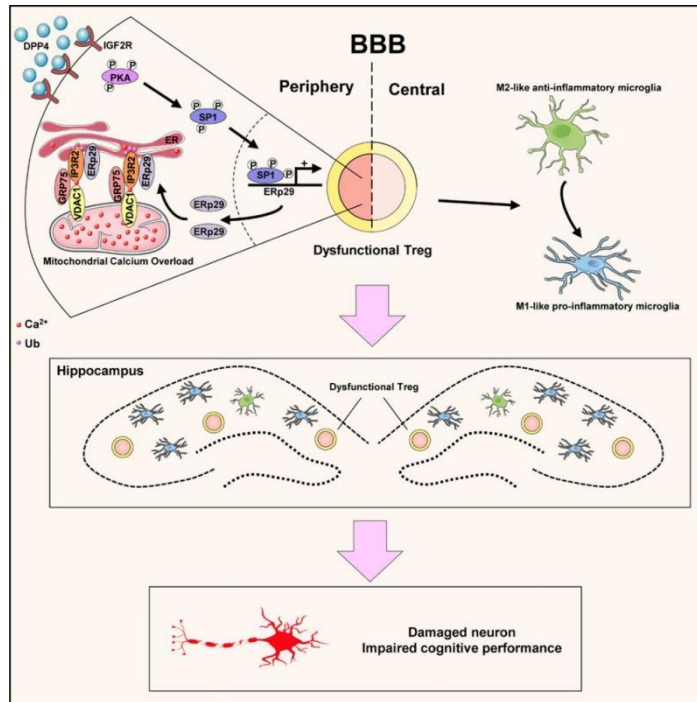 BBB
Periphery
Central
DPP4
IGF2R
P
P
PKA
P
P
P
SP1
P
ER
P
P
SP1
P
+
ERp29
GRP75
IP3R2
ERp29
VDAC1
GRP75
IP3R2
ERp29
VDAC1
ERp29
ERp29
Mitochondrial Calcium Overload
Dysfunctional Treg
M2-like anti-inflammatory microglia
M1-like pro-inflammatory microglia
Ca²⁺
Ub
Hippocampus
Dysfunctional Treg
Damaged neuron
Impaired cognitive performance